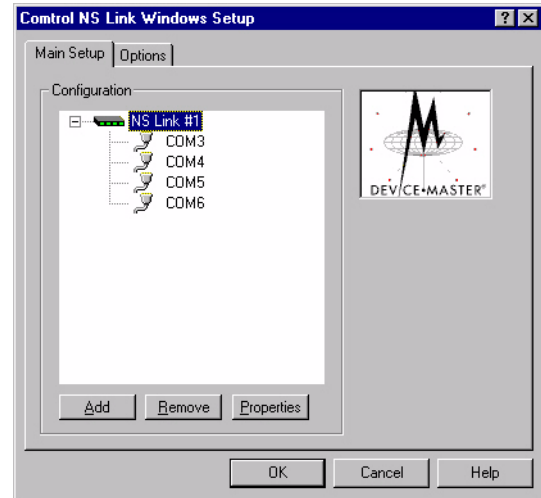 Comtrol NS Link Windows Setup
Main Setup
Options
Configuration
NS Link #1
COM3
COM4
COM5
COM6
DEVICE•MASTER®
Add
Remove
Properties
OK
Cancel
Help